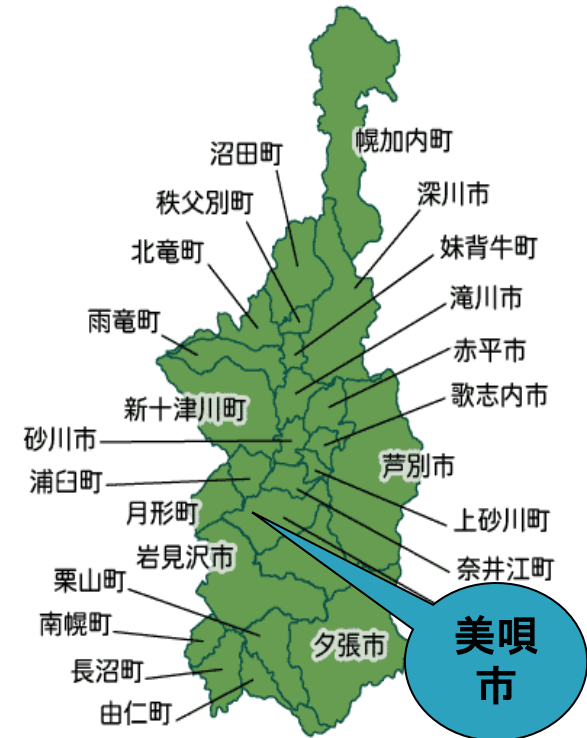 幌加内町
沼田町
深川市
秩父別町
妹背牛町
北竜町
滝川市
雨竜町
赤平市
歌志内市
新十津川町
砂川市
芦別市
浦臼町
月形町
上砂川町
岩見沢市
奈井江町
栗山町
南幌町
美唄
市
夕張市
長沼町
由仁町